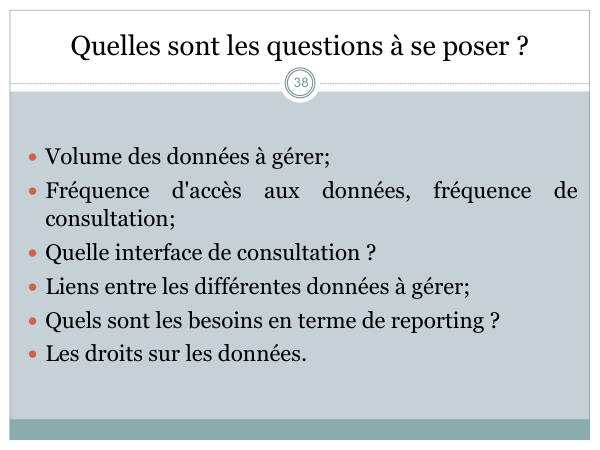 Quelles sont les questions à se poser ?
38
• Volume des données à gérer;
• Fréquence d'accès aux données, fréquence de
consultation;
• Quelle interface de consultation ?
• Liens entre les différentes données à gérer;
• Quels sont les besoins en terme de reporting ?
• Les droits sur les données.